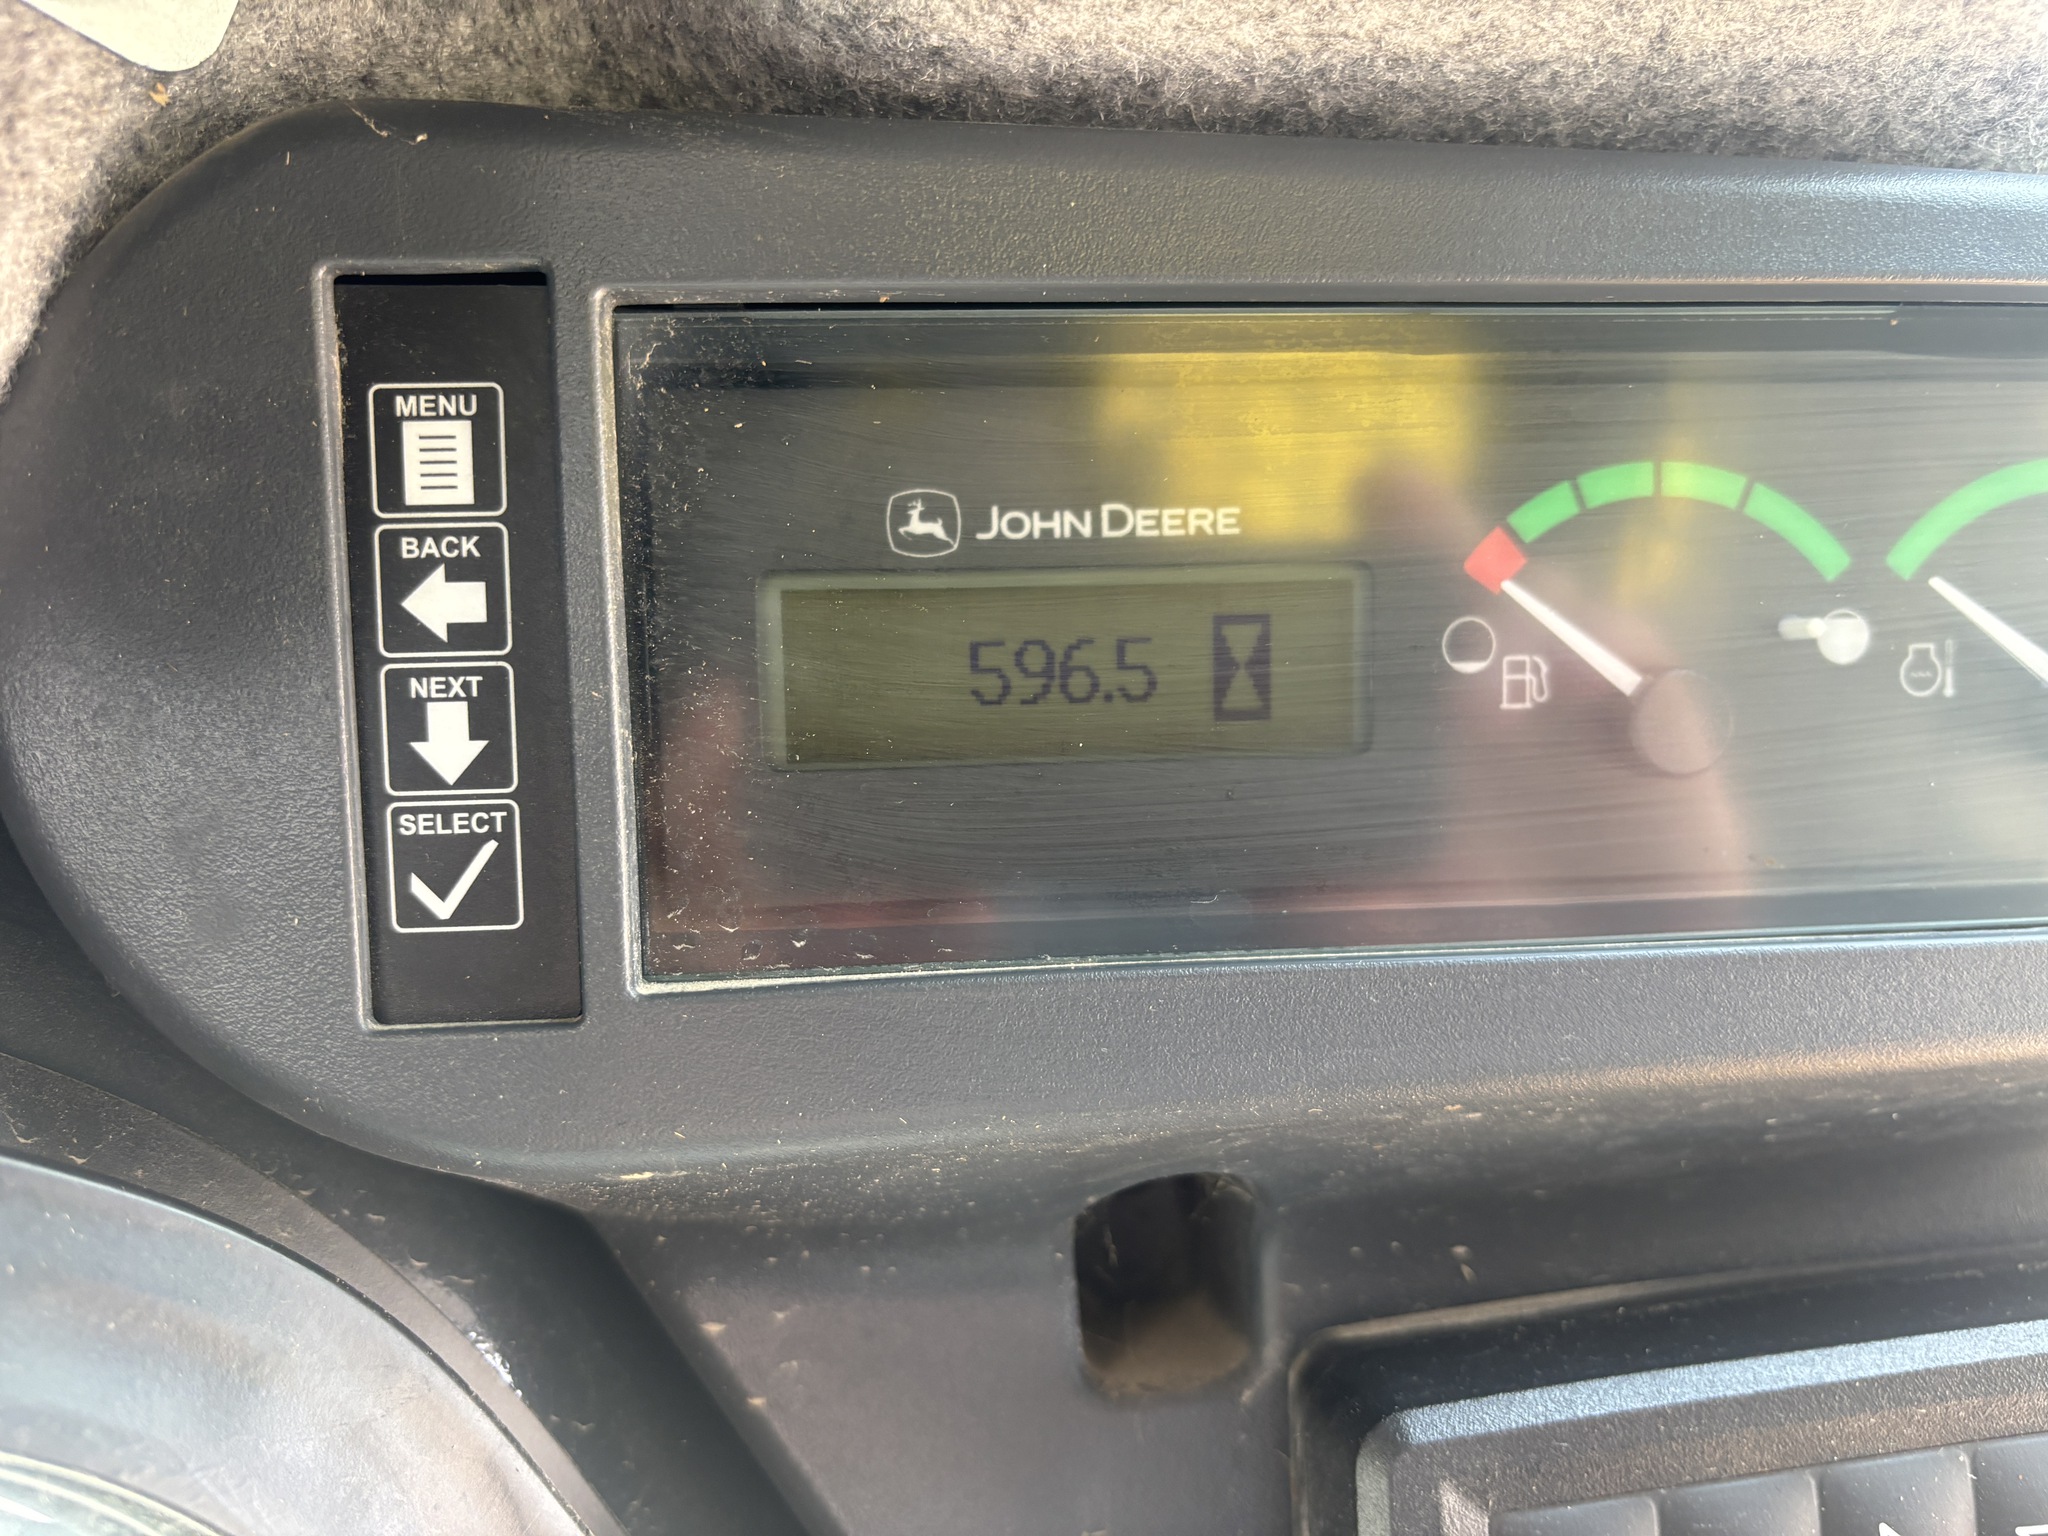 MENU
BACK
NEXT
SELECT
JOHN DEERE
596.5